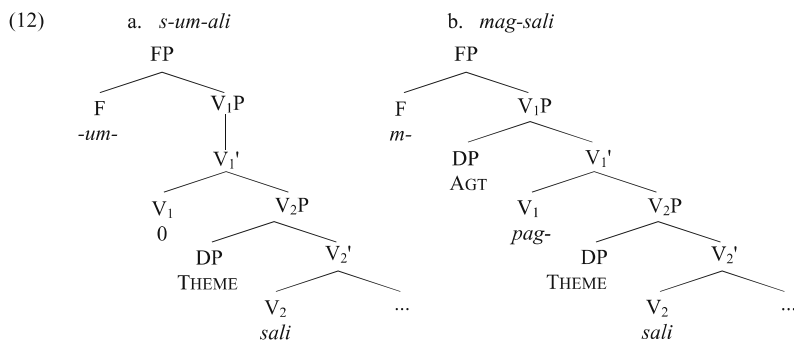 (12) a. s-um-ali b. mag-sali
FP FP
F V₁P F V₁P
-um- m-
V₁' DP V₁'
AGT
V₁ V₂P V₁ V₂P
0 pag-
DP V₂' DP V₂'
THEME THEME
V₂ ... V₂ ...
sali sali